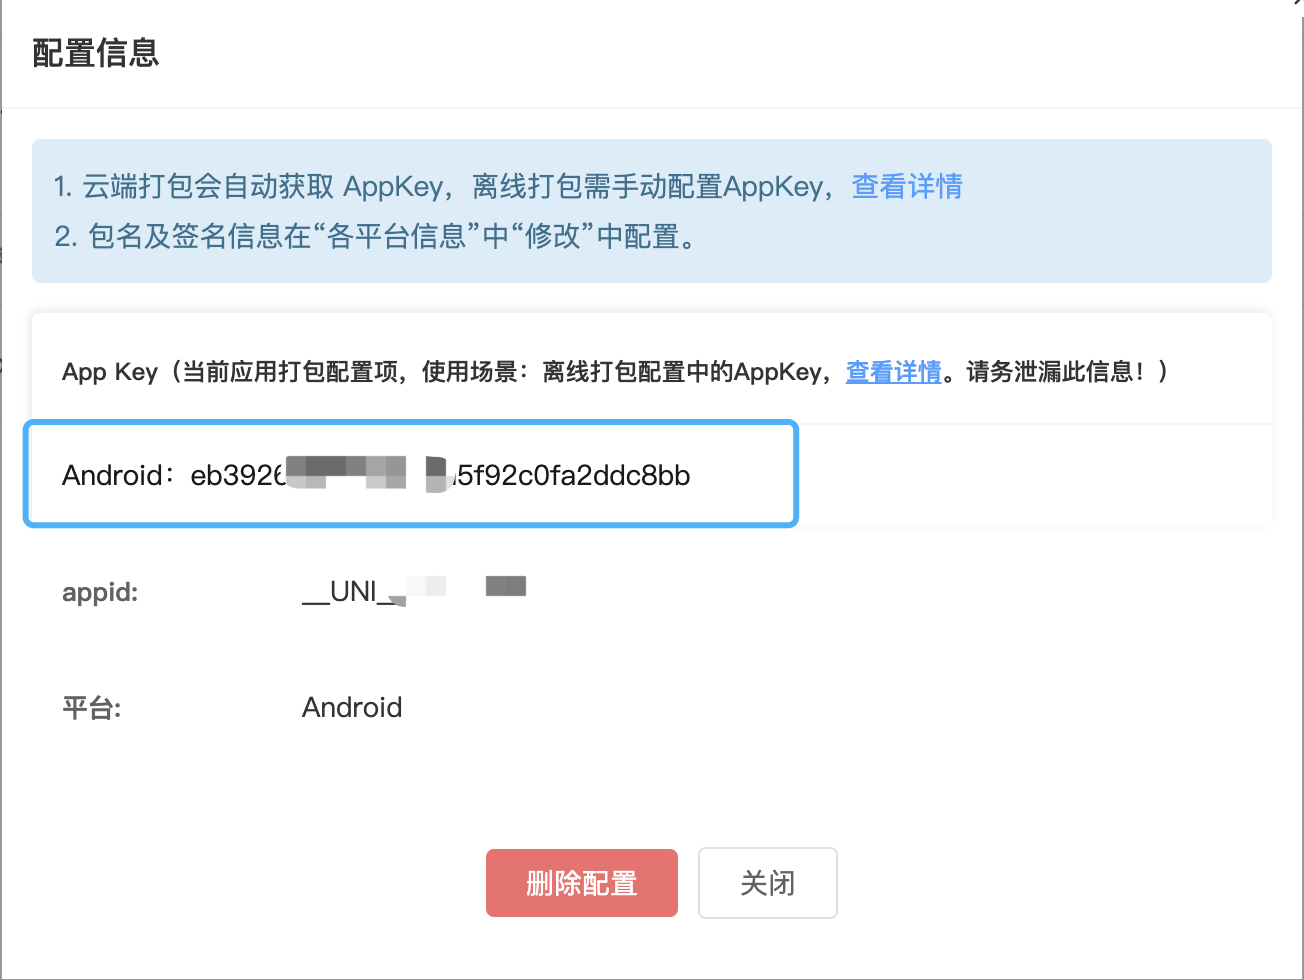 配置信息
1. 云端打包会自动获取 AppKey，离线打包需手动配置AppKey，查看详情
2. 包名及签名信息在“各平台信息”中“修改”中配置。
App Key（当前应用打包配置项，使用场景：离线打包配置中的AppKey，查看详情。请务泄漏此信息！）
Android：eb3926 5f92c0fa2ddc8bb
appid: __UNI__
平台: Android
删除配置 关闭